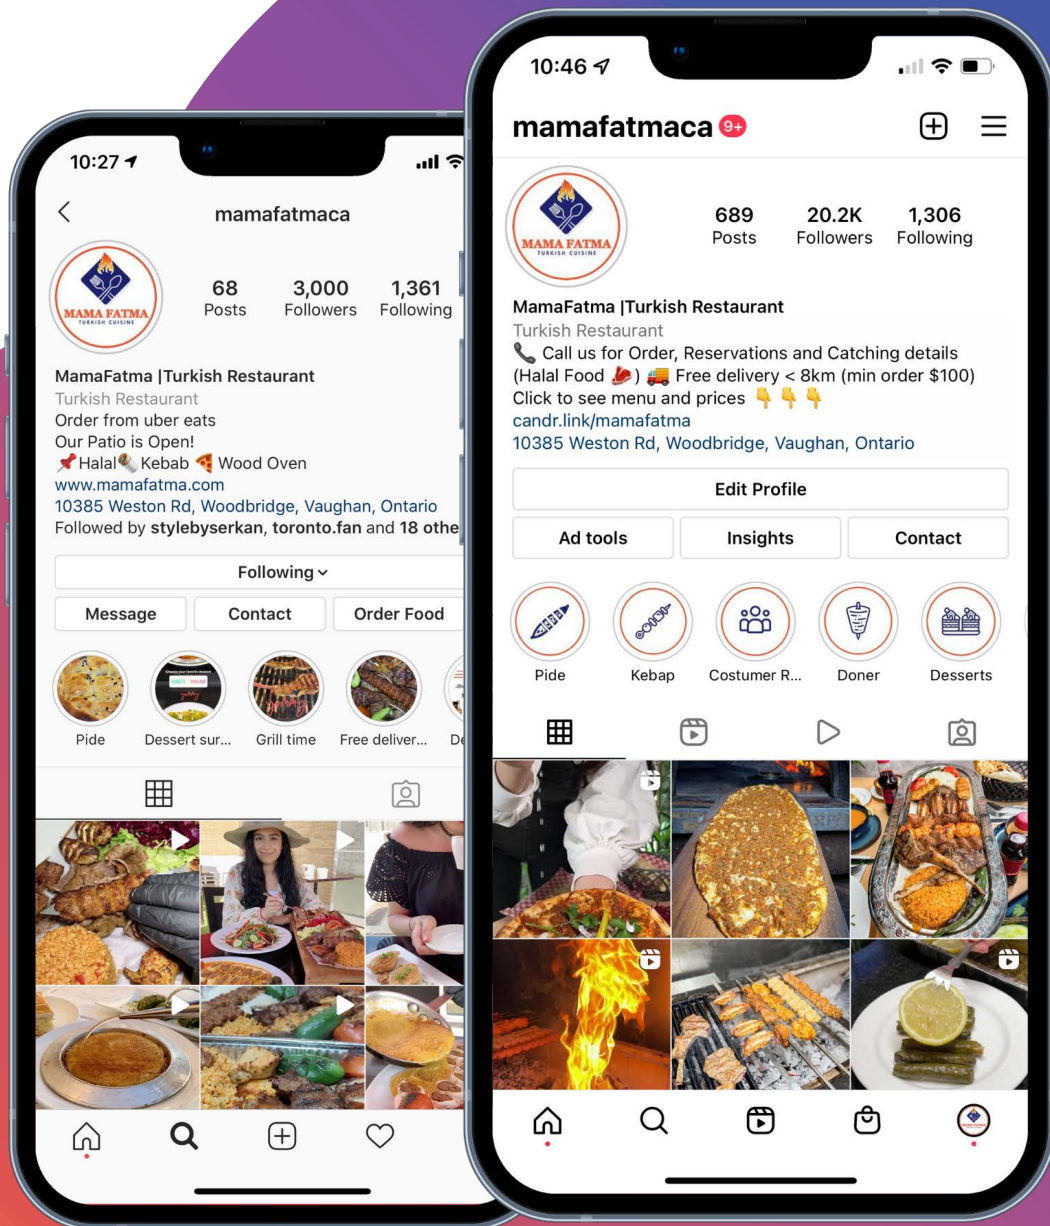 10:27
mamafatmaca
MAMA FATMA
TURKISH CUISINE
68
Posts
3,000
Followers
1,361
Following
MamaFatma |Turkish Restaurant
Turkish Restaurant
Order from uber eats
Our Patio is Open!
📌Halal🌯 Kebab 🍕 Wood Oven
www.mamafatma.com
10385 Weston Rd, Woodbridge, Vaughan, Ontario
Followed by stylebyserkan, toronto.fan and 18 othe
Following
Message
Contact
Order Food
Pide
Dessert sur...
Grill time
Free deliver...
De
10:46
mamafatmaca 9+
MAMA FATMA
TURKISH CUISINE
689
Posts
20.2K
Followers
1,306
Following
MamaFatma |Turkish Restaurant
Turkish Restaurant
📞 Call us for Order, Reservations and Catching details
(Halal Food 🥩) 🚚 Free delivery < 8km (min order $100)
Click to see menu and prices 👇 👇 👇
candr.link/mamafatma
10385 Weston Rd, Woodbridge, Vaughan, Ontario
Edit Profile
Ad tools
Insights
Contact
Pide
Kebap
Costumer R...
Doner
Desserts